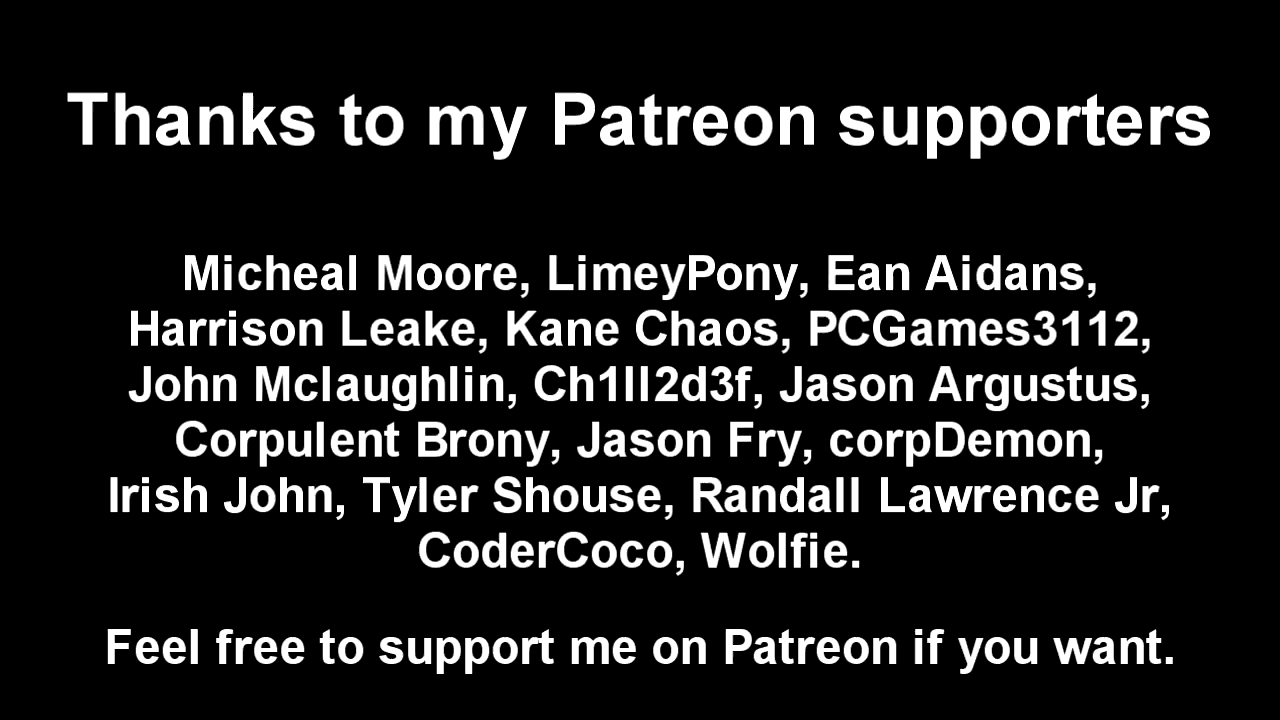 Thanks to my Patreon supporters
Micheal Moore, LimeyPony, Ean Aidans,
Harrison Leake, Kane Chaos, PCGames3112,
John Mclaughlin, Ch1ll2d3f, Jason Argustus,
Corpulent Brony, Jason Fry, corpDemon,
Irish John, Tyler Shouse, Randall Lawrence Jr,
CoderCoco, Wolfie.
Feel free to support me on Patreon if you want.